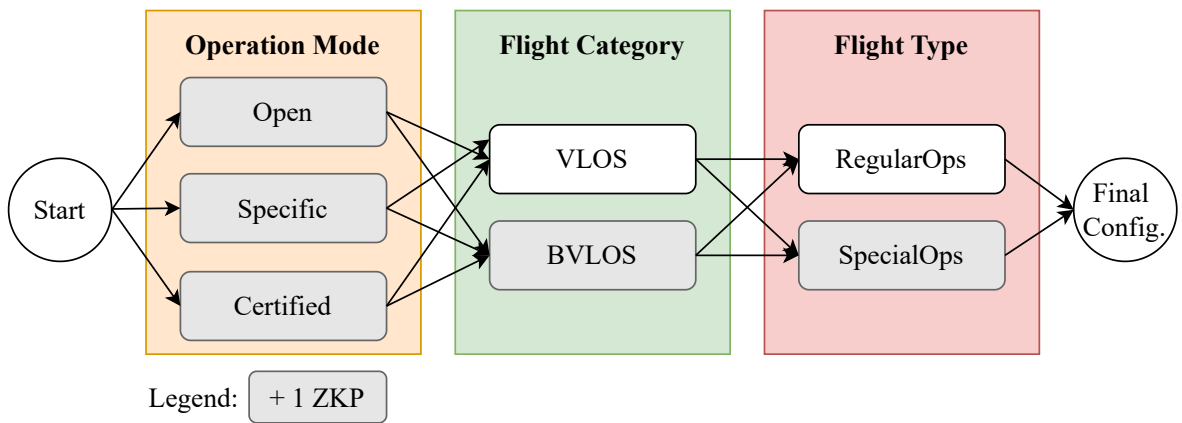 Operation Mode
Flight Category
Flight Type
Open
Specific
Certified
VLOS
BVLOS
RegularOps
SpecialOps
Start
Final
Config.
Legend:
+ 1 ZKP